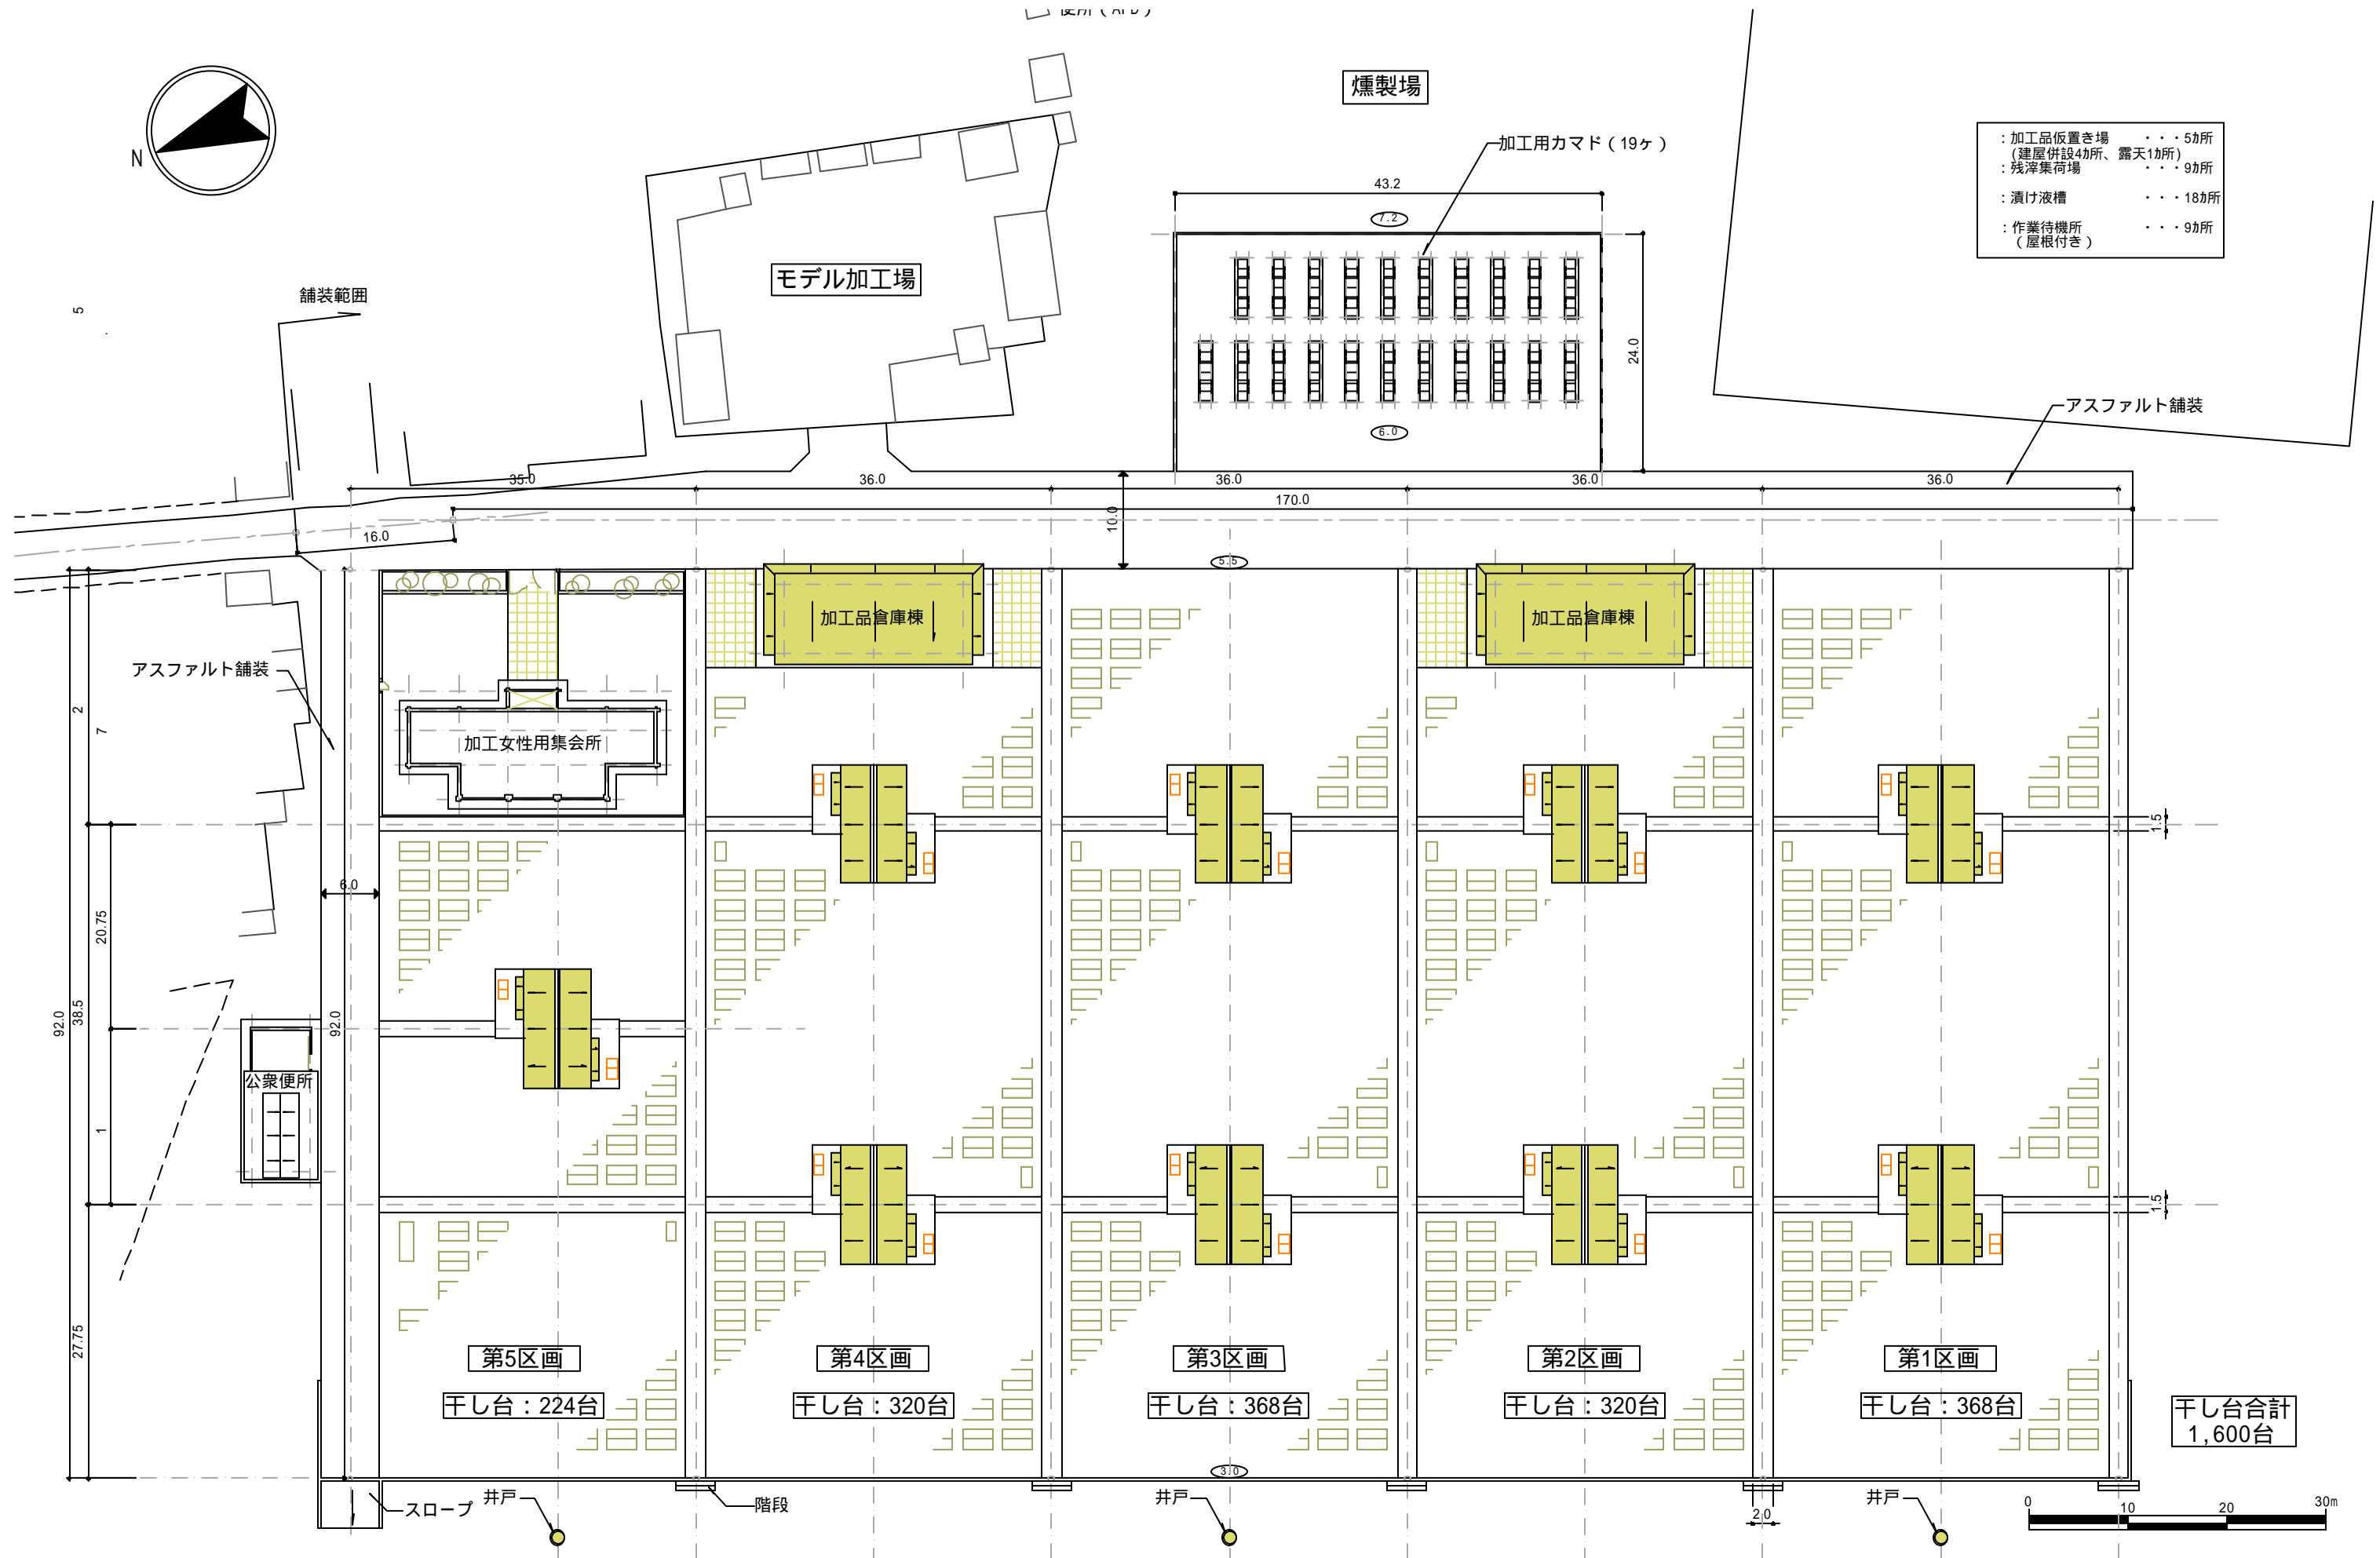 燻製場
N
加工用カマド（19ヶ）
：加工品仮置き場 ・・・5ｶ所
(建屋併設4ｶ所、露天1ｶ所)
：残滓集荷場 ・・・9ｶ所
：漬け液槽 ・・・18ｶ所
：作業待機所 ・・・9ｶ所
（屋根付き）
43.2
7.2
モデル加工場
舗装範囲
5
24.0
6.0
アスファルト舗装
35.0
36.0
36.0
36.0
36.0
170.0
10.0
16.0
5.5
加工品倉庫棟
加工品倉庫棟
アスファルト舗装
2
7
加工女性用集会所
1.5
6.0
20.75
92.0
38.5
92.0
公衆便所
1
1.5
27.75
第5区画
第4区画
第3区画
第2区画
第1区画
干し台：224台
干し台：320台
干し台：368台
干し台：320台
干し台：368台
干し台合計
1,600台
3.0
スロープ
井戸
階段
井戸
2.0
井戸
0
10
20
30m